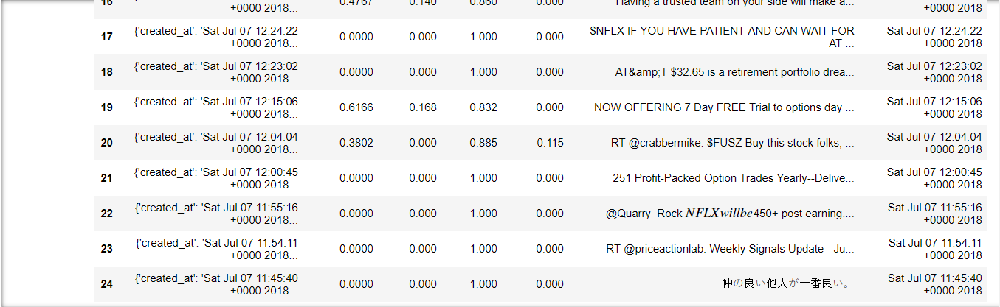 16 0.4767 0.140 0.860 0.000 Having a trusted team on your side will make a... +0000 2018... +0000 2018
17 {'created_at': 'Sat Jul 07 12:24:22 +0000 2018... 0.0000 0.000 1.000 0.000 $NFLX IF YOU HAVE PATIENT AND CAN WAIT FOR AT ... Sat Jul 07 12:24:22 +0000 2018
18 {'created_at': 'Sat Jul 07 12:23:02 +0000 2018... 0.0000 0.000 1.000 0.000 AT&amp;T $32.65 is a retirement portfolio drea... Sat Jul 07 12:23:02 +0000 2018
19 {'created_at': 'Sat Jul 07 12:15:06 +0000 2018... 0.6166 0.168 0.832 0.000 NOW OFFERING 7 Day FREE Trial to options day ... Sat Jul 07 12:15:06 +0000 2018
20 {'created_at': 'Sat Jul 07 12:04:04 +0000 2018... -0.3802 0.000 0.885 0.115 RT @crabbermike: $FUSZ Buy this stock folks, ... Sat Jul 07 12:04:04 +0000 2018
21 {'created_at': 'Sat Jul 07 12:00:45 +0000 2018... 0.0000 0.000 1.000 0.000 251 Profit-Packed Option Trades Yearly--Delive... Sat Jul 07 12:00:45 +0000 2018
22 {'created_at': 'Sat Jul 07 11:55:16 +0000 2018... 0.0000 0.000 1.000 0.000 @Quarry_Rock NFLXwillbe450+ post earning.... Sat Jul 07 11:55:16 +0000 2018
23 {'created_at': 'Sat Jul 07 11:54:11 +0000 2018... 0.0000 0.000 1.000 0.000 RT @priceactionlab: Weekly Signals Update - Ju... Sat Jul 07 11:54:11 +0000 2018
24 {'created_at': 'Sat Jul 07 11:45:40 +0000 2018... 0.0000 0.000 1.000 0.000 仲の良い他人が一番良い。 Sat Jul 07 11:45:40 +0000 2018